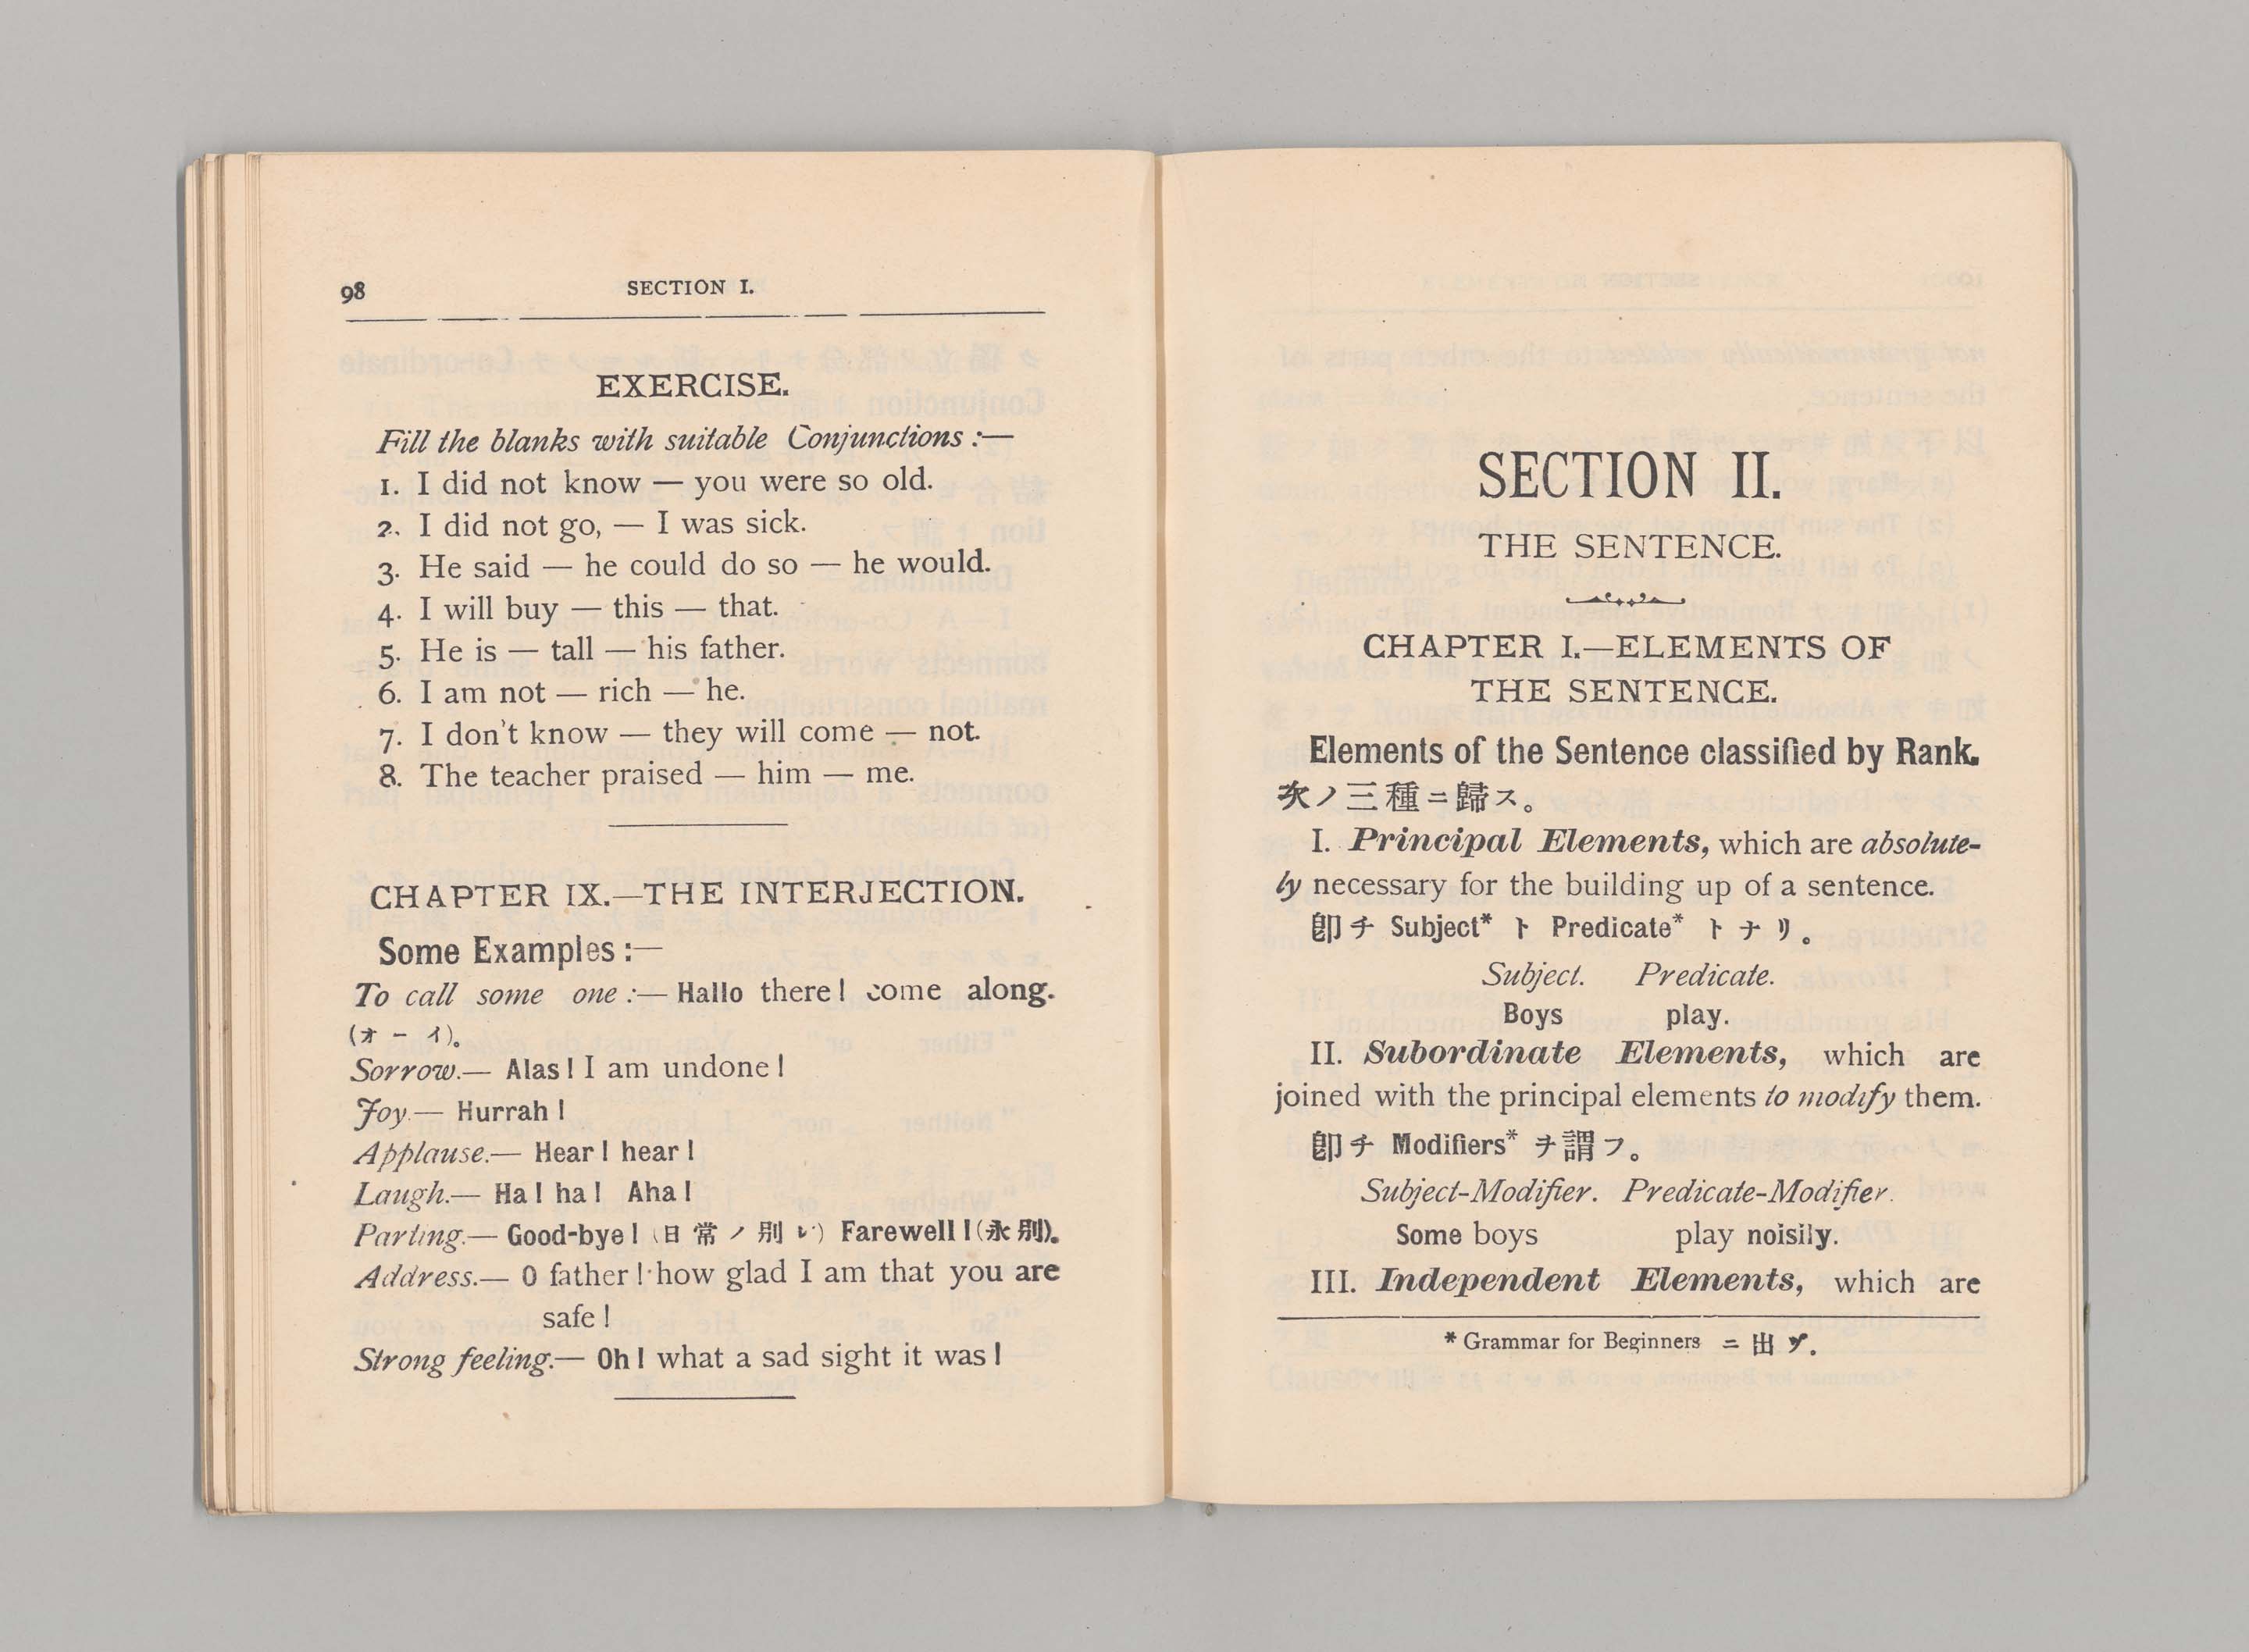 98
SECTION I.
EXERCISE.
Fill the blanks with suitable Conjunctions :—
1. I did not know — you were so old.
2. I did not go, — I was sick.
3. He said — he could do so — he would.
4. I will buy — this — that.
5. He is — tall — his father.
6. I am not — rich — he.
7. I don't know — they will come — not.
8. The teacher praised — him — me.
CHAPTER IX.—THE INTERJECTION.
Some Examples :—
To call some one :— Hallo there! come along.
(オーイ)。
Sorrow.— Alas! I am undone!
Joy.— Hurrah!
Applause.— Hear! hear!
Laugh.— Ha! ha! Aha!
Parting.— Good-bye! (日常ノ別レ) Farewell! (永別)。
Address.— O father! how glad I am that you are
safe!
Strong feeling.— Oh! what a sad sight it was!
SECTION II.
THE SENTENCE.
CHAPTER I.—ELEMENTS OF
THE SENTENCE.
Elements of the Sentence classified by Rank.
次ノ三種ニ歸ス。
I. Principal Elements, which are absolute-
ly necessary for the building up of a sentence.
卽チ Subject* ト Predicate* トナリ。
Subject. Predicate.
Boys play.
II. Subordinate Elements, which are
joined with the principal elements to modify them.
卽チ Modifiers* ヲ謂フ。
Subject-Modifier. Predicate-Modifier.
Some boys play noisily.
III. Independent Elements, which are
* Grammar for Beginners ニ出ヅ.